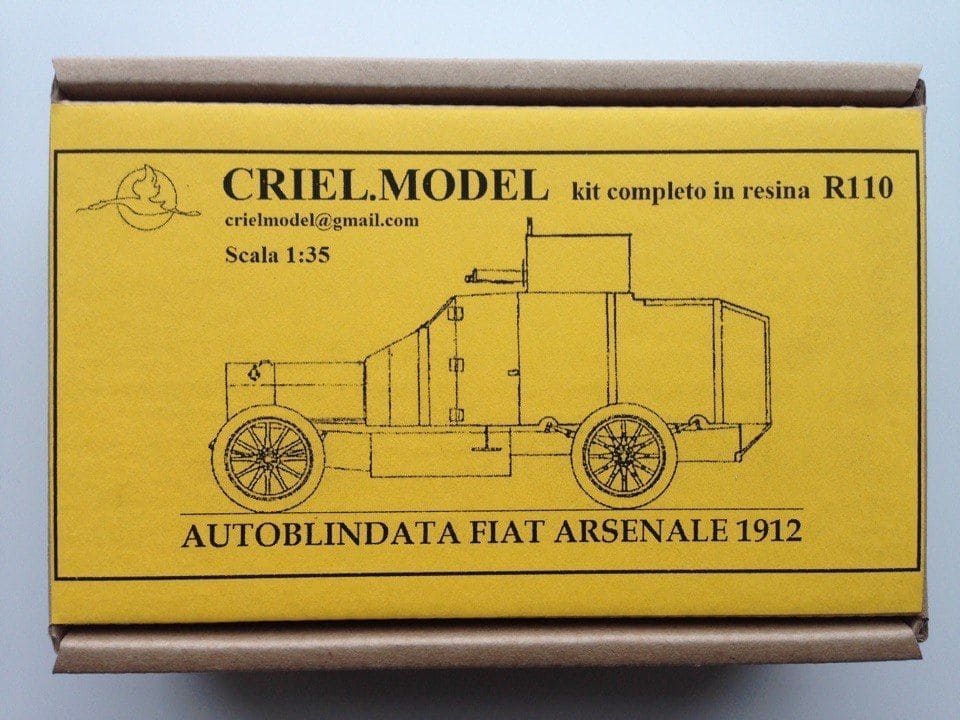 CRIEL.MODEL kit completo in resina R110
crielmodel@gmail.com
Scala 1:35
AUTOBLINDATA FIAT ARSENALE 1912